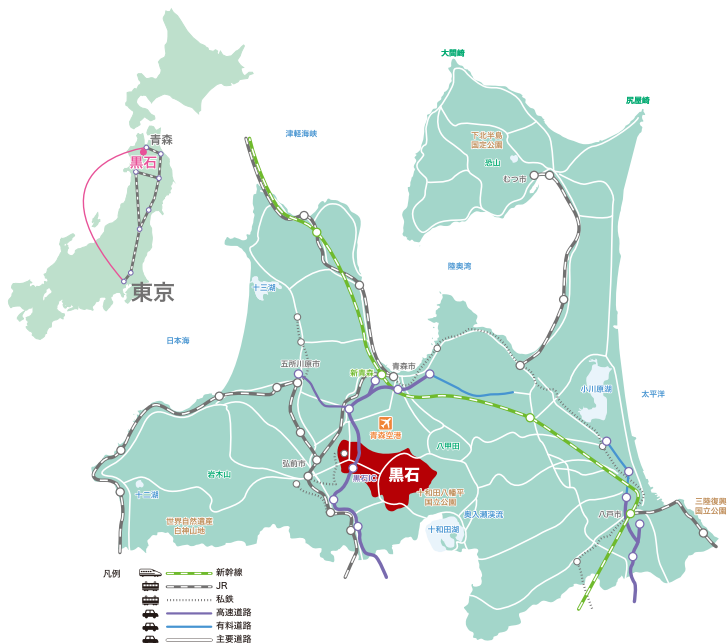 大間崎
尻屋崎
津軽海峡
青森
黒石
下北半島
国定公園
恐山
むつ市
陸奥湾
東京
十三湖
日本海
五所川原市
新青森
青森市
小川原湖
太平洋
青森空港
八甲田
弘前市
岩木山
黒石IC
黒石
十二湖
十和田八幡平
国立公園
世界自然遺産
白神山地
十和田湖
奥入瀬渓流
八戸市
三陸復興
国立公園
凡例
新幹線
JR
私鉄
高速道路
有料道路
主要道路